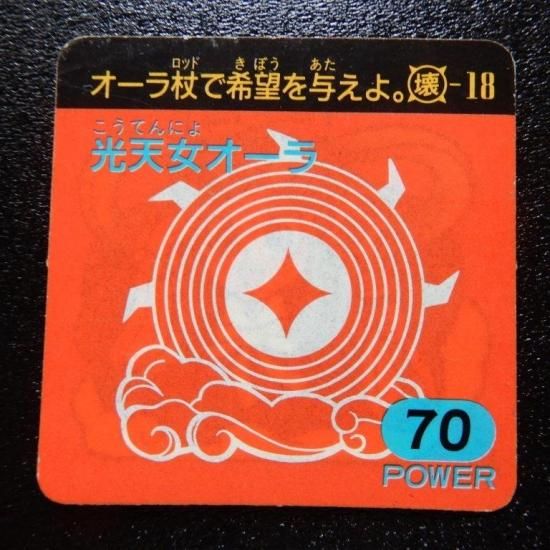 ロッド きぼう あた
オーラ杖で希望を与えよ。壊-18
こうてんにょ
光天女オーラ
70
POWER